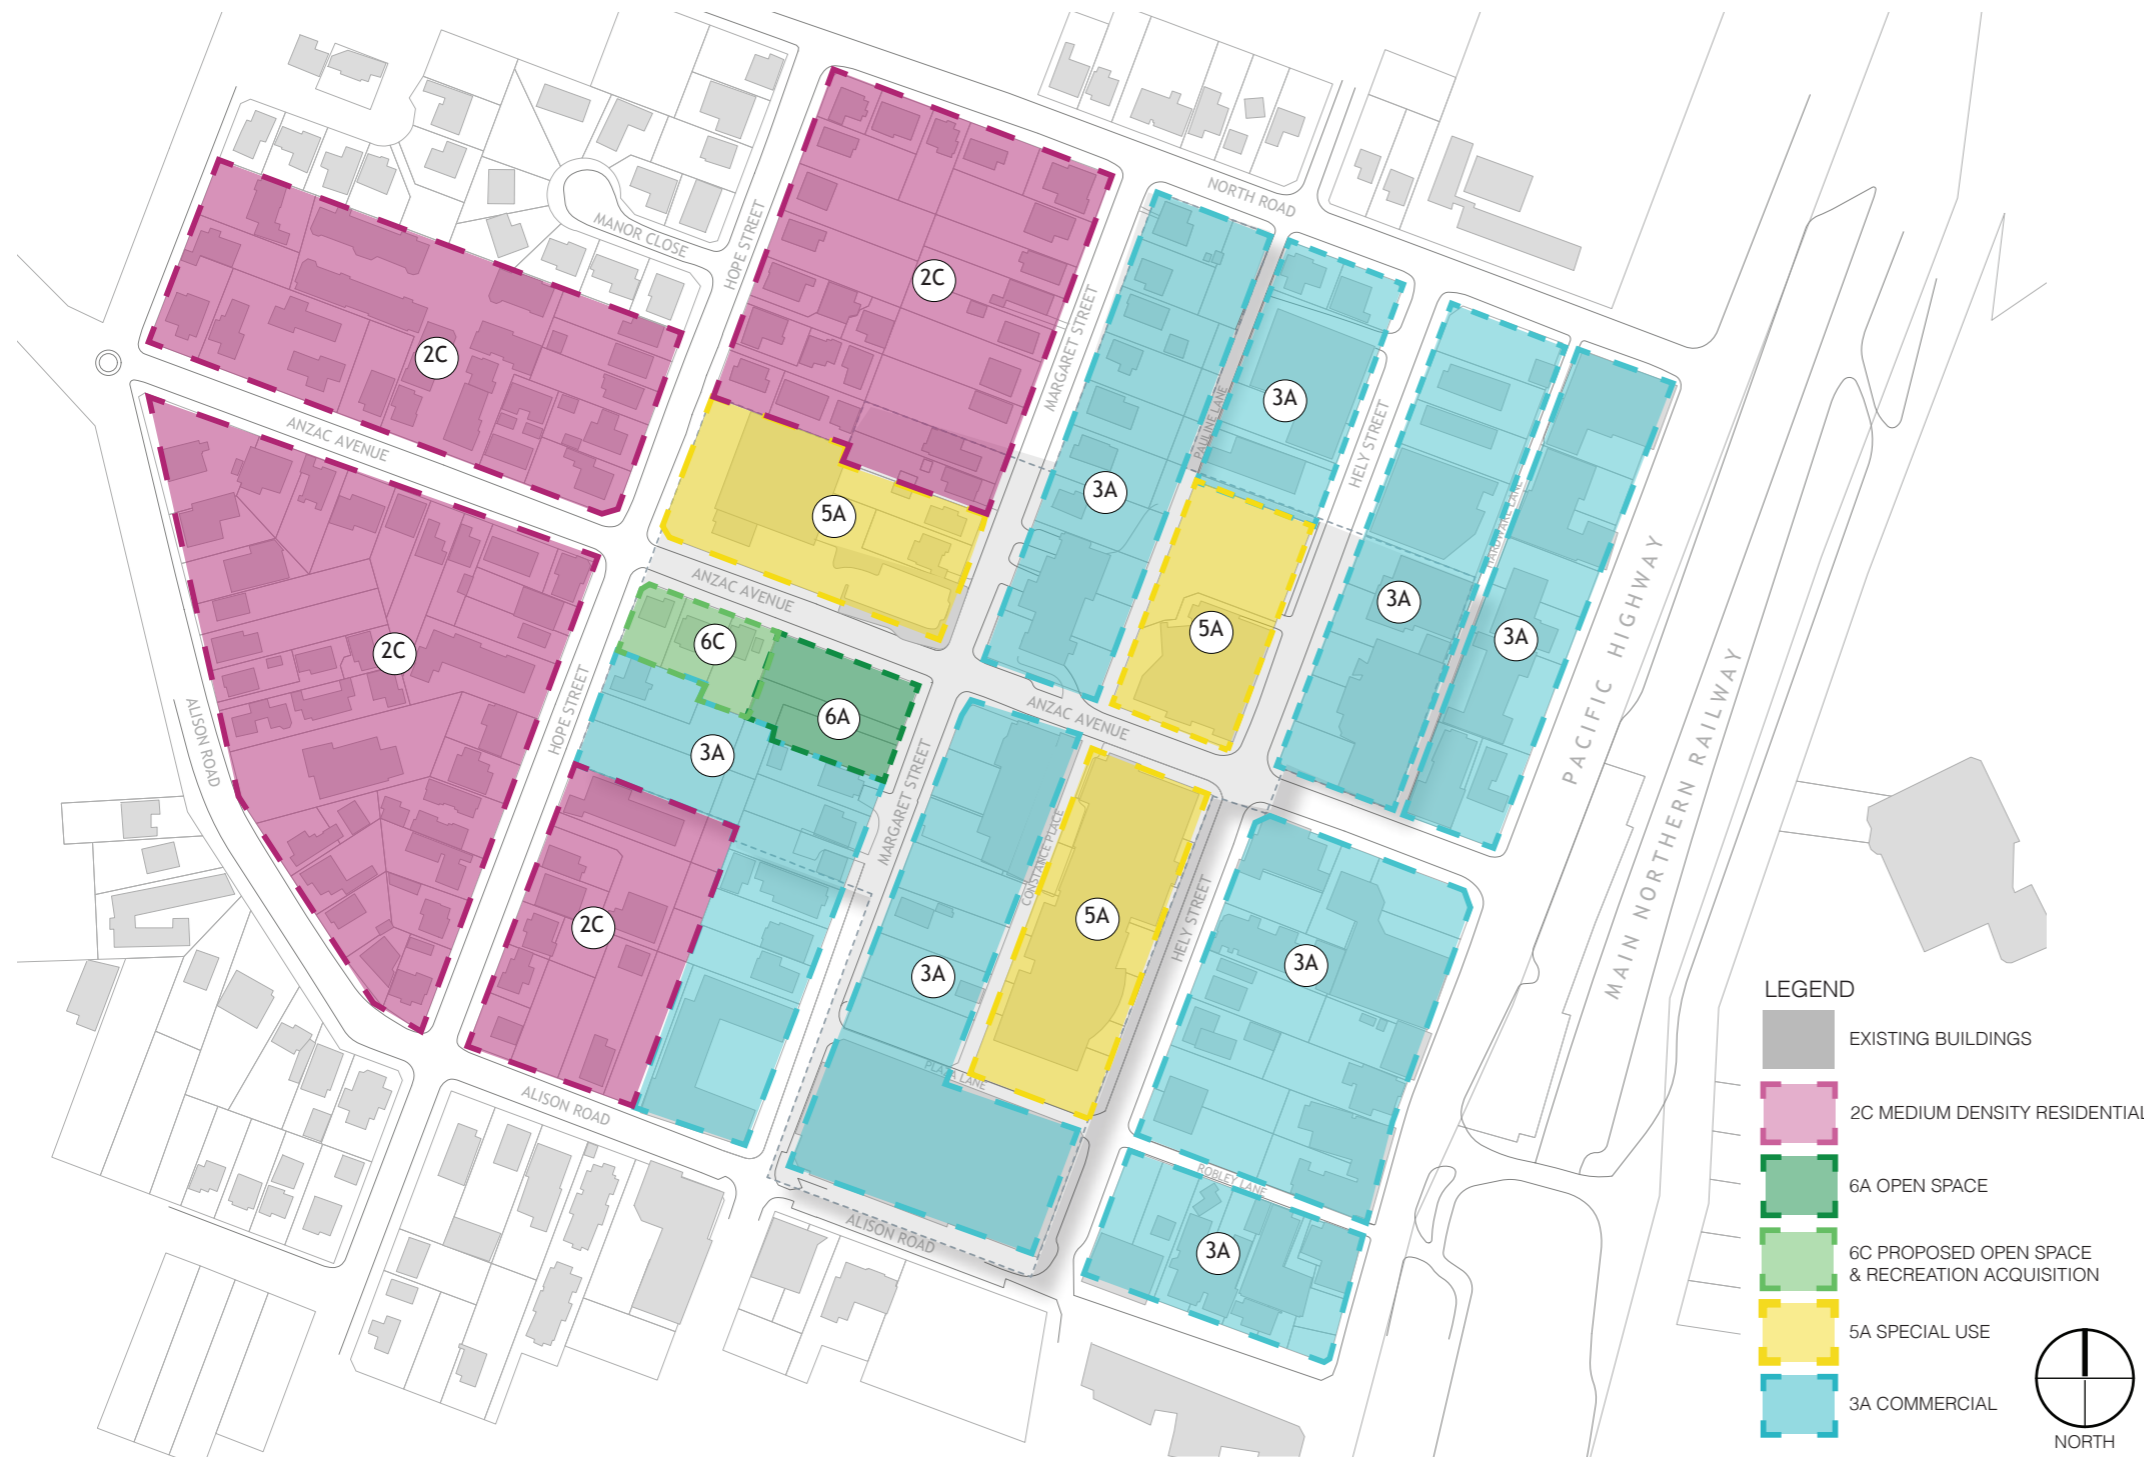 NORTH ROAD
MANOR CLOSE
HOPE STREET
2C
MARGARET STREET
2C
PAULINE LANE
3A
HELY STREET
ANZAC AVENUE
3A
5A
HARDWARE LANE
PACIFIC HIGHWAY
ANZAC AVENUE
3A
5A
3A
6C
2C
6A
ANZAC AVENUE
MAIN NORTHERN RAILWAY
ALISON ROAD
HOPE STREET
3A
MARGARET STREET
CONSTANCE PLACE
5A
HELY STREET
2C
3A
3A
PLAZA LANE
ALISON ROAD
ROBLEY LANE
ALISON ROAD
3A
LEGEND
EXISTING BUILDINGS
2C MEDIUM DENSITY RESIDENTIAL
6A OPEN SPACE
6C PROPOSED OPEN SPACE
& RECREATION ACQUISITION
5A SPECIAL USE
3A COMMERCIAL
NORTH